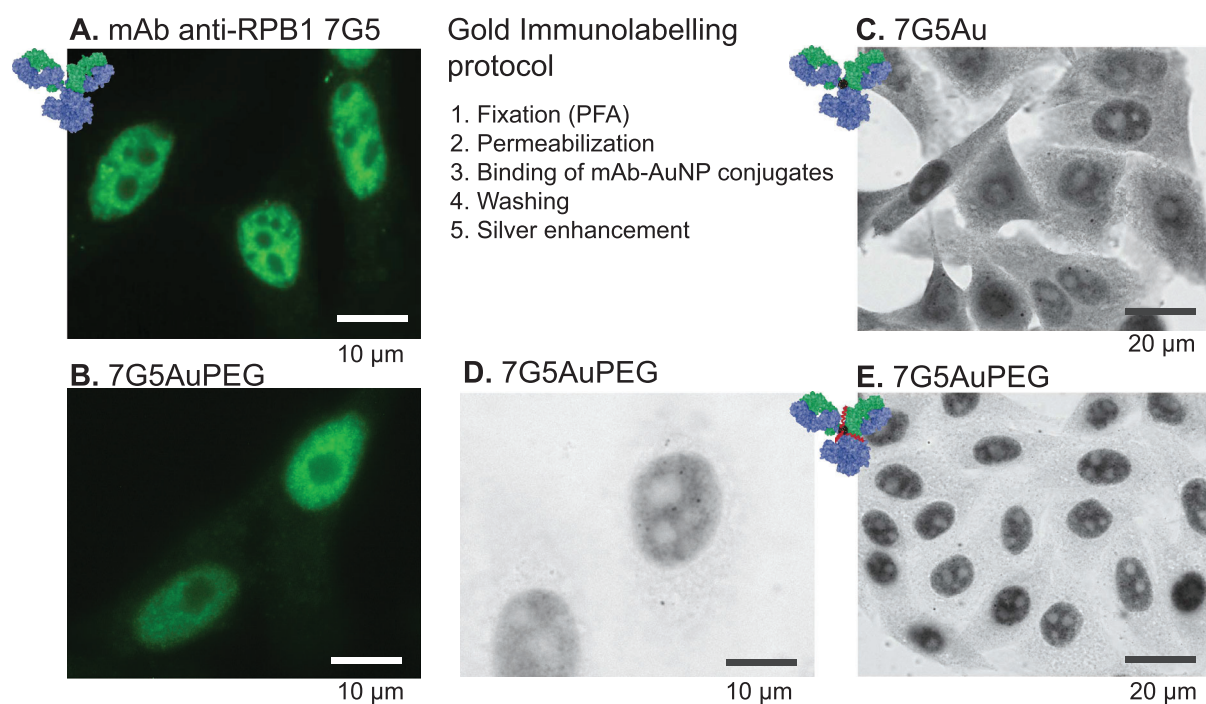 A. mAb anti-RPB1 7G5
10 µm
Gold Immunolabelling
protocol
1. Fixation (PFA)
2. Permeabilization
3. Binding of mAb-AuNP conjugates
4. Washing
5. Silver enhancement
C. 7G5Au
20 µm
B. 7G5AuPEG
10 µm
D. 7G5AuPEG
10 µm
E. 7G5AuPEG
20 µm